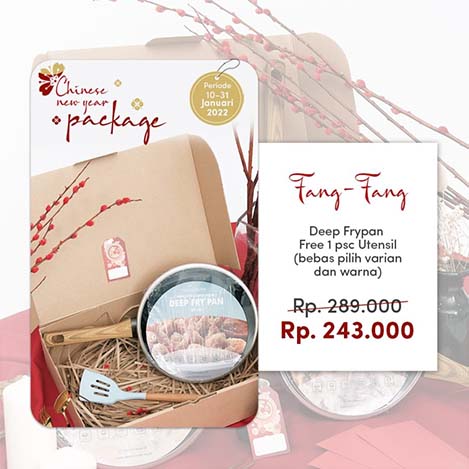 Chinese
new year
package
Periode
10-31
Januari
2022
DEEP FRY PAN
Fang-Fang
Deep Frypan
Free 1 psc Utensil
(bebas pilih varian
dan warna)
Rp. 289.000
Rp. 243.000